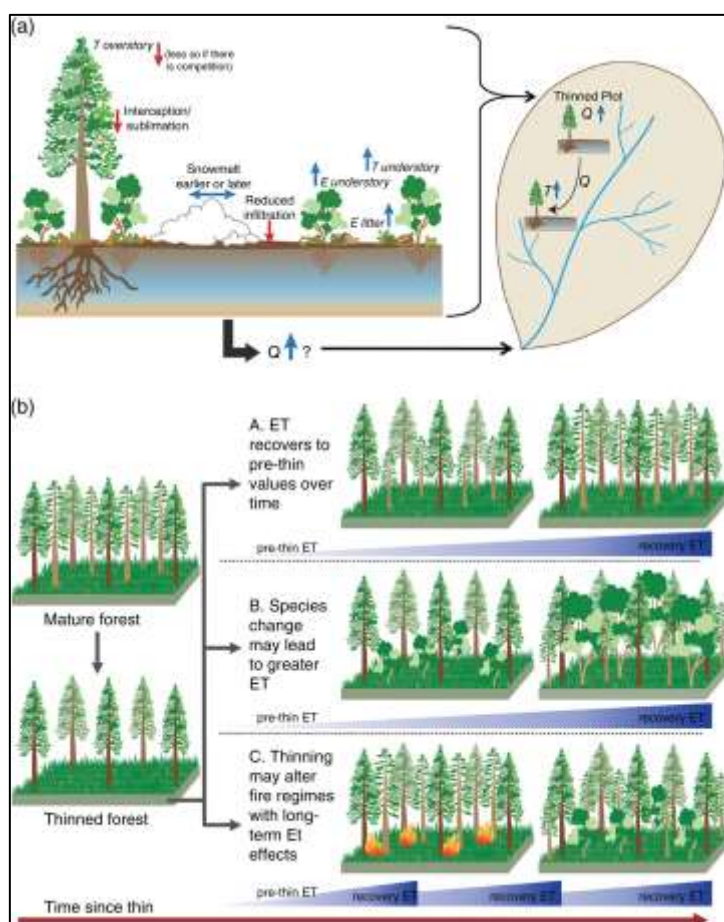 (a)
T overstory
(less so if there
is competition)
Interception/
sublimation
Snowmelt
earlier or later
Reduced
infiltration
E understory
T understory
E litter
Q ?
Thinned Plot
Q
Q
T
(b)
Mature forest
Thinned forest
A. ET
recovers to
pre-thin
values over
time
pre-thin ET
recovery ET
B. Species
change
may lead
to greater
ET
pre-thin ET
recovery ET
C. Thinning
may alter
fire regimes
with long-
term Et
effects
pre-thin ET
recovery ET
recovery ET
recovery ET
Time since thin